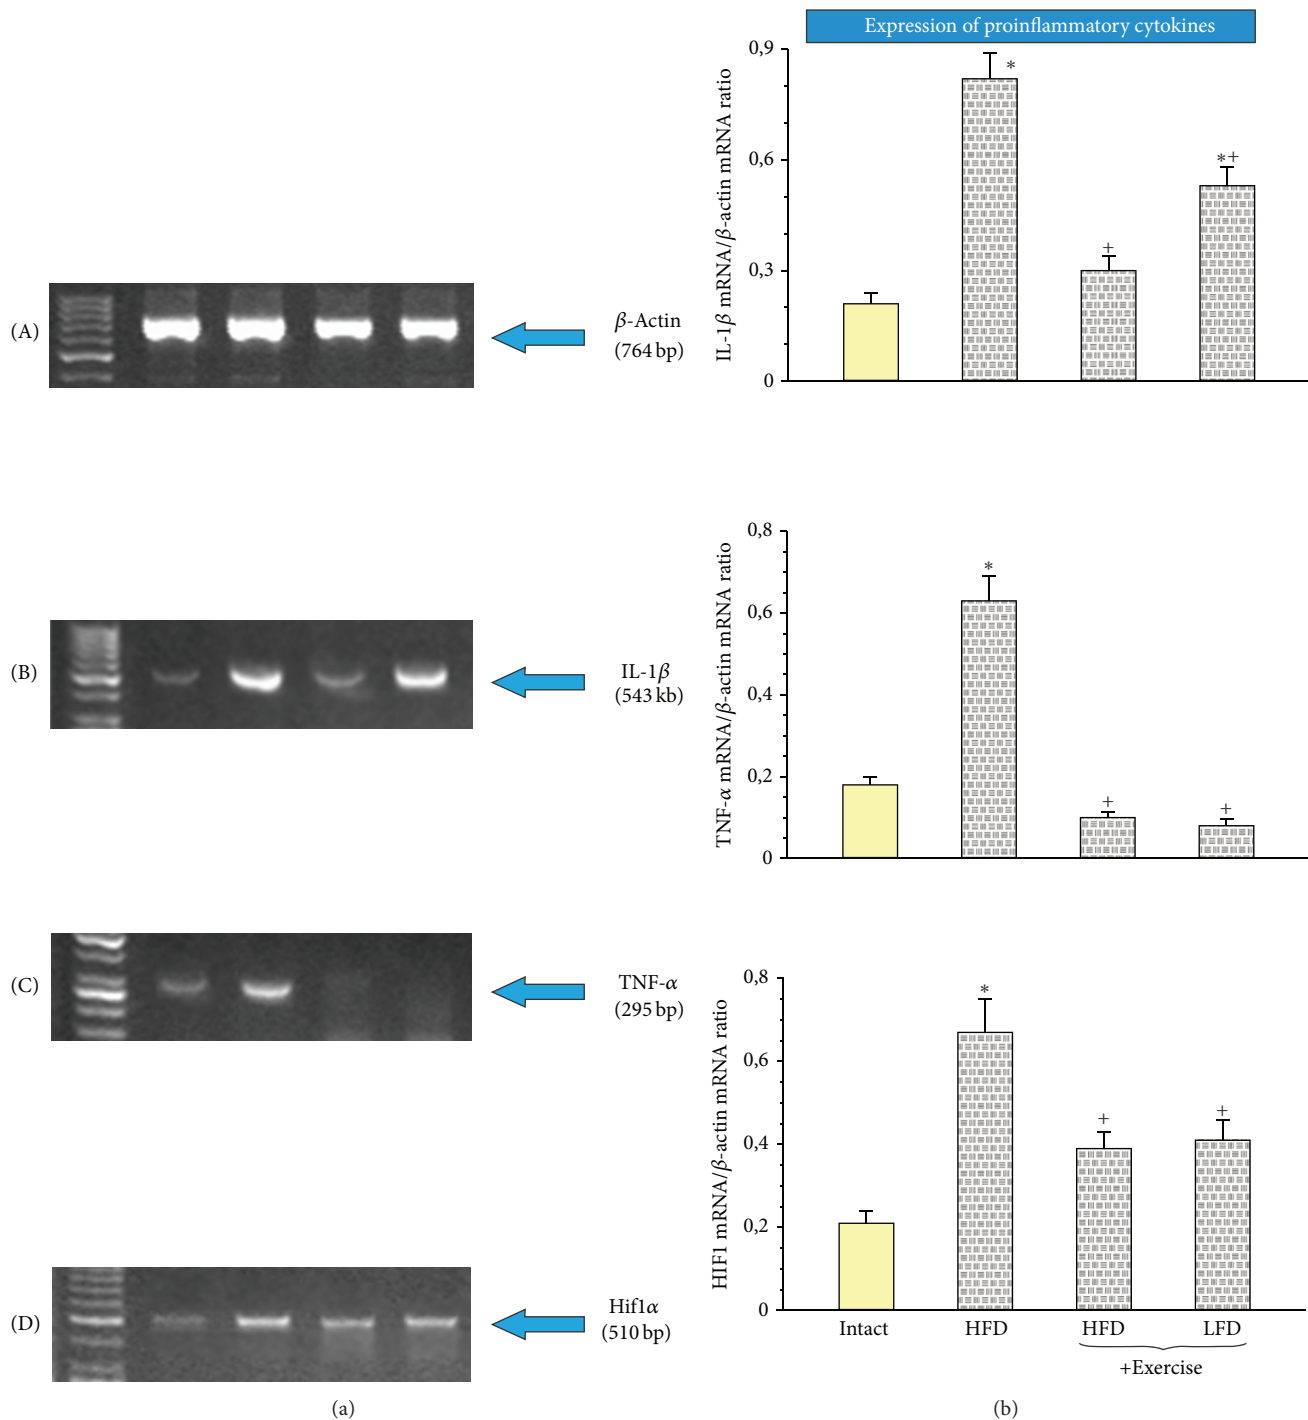 Expression of proinflammatory cytokines
(A)
β-Actin
(764 bp)
IL-1β mRNA/β-actin mRNA ratio
0,9
0,6
0,3
0
*
+
*+
(B)
IL-1β
(543 kb)
TNF-α mRNA/β-actin mRNA ratio
0,8
0,6
0,4
0,2
0
*
+
+
(C)
TNF-α
(295 bp)
HIF1 mRNA/β-actin mRNA ratio
0,8
0,6
0,4
0,2
0
*
+
+
(D)
Hif1α
(510 bp)
Intact HFD HFD LFD
+Exercise
(a)
(b)